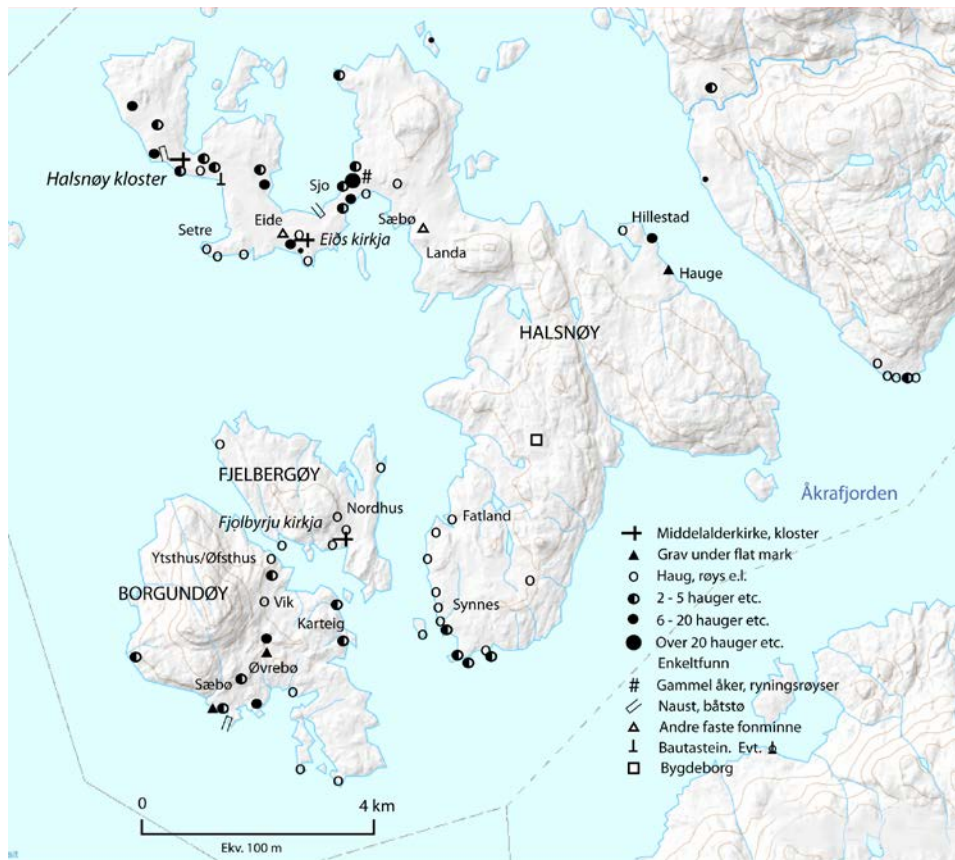 Halsnøy kloster
Sjo
Eide
Eiðs kirkja
Setre
Sæbø
Landa
Hillestad
Hauge
HALSNØY
FJELBERGØY
Nordhus
Fjǫlbyrju kirkja
Ytsthus/Øfsthus
BORGUNDØY
Vik
Karteig
Øvrebø
Sæbø
Fatland
Synnes
Åkrafjorden
Middelalderkirke, kloster
Grav under flat mark
Haug, røys e.l.
2 - 5 hauger etc.
6 - 20 hauger etc.
Over 20 hauger etc.
Enkeltfunn
# Gammel åker, ryningsrøyser
Naust, båtstø
Andre faste fonminne
Bautastein. Evt.
Bygdeborg
0 4 km
Ekv. 100 m